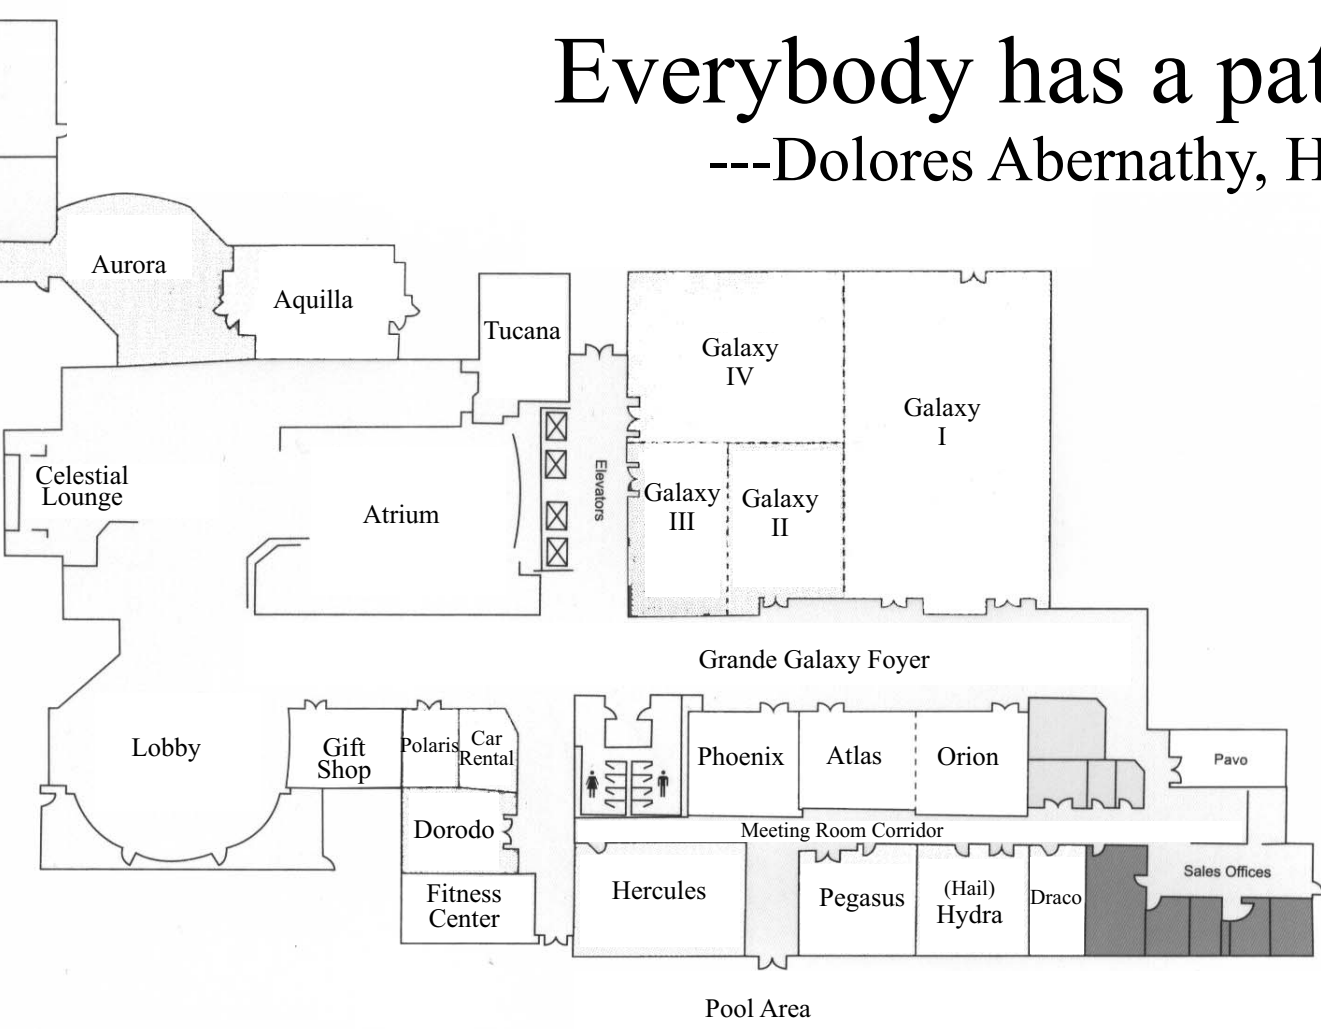 Everybody has a pat
---Dolores Abernathy, H
Aurora
Aquilla
Tucana
Galaxy
IV
Galaxy
I
Celestial
Lounge
Atrium
Elevators
Galaxy
III
Galaxy
II
Grande Galaxy Foyer
Lobby
Gift
Shop
Polaris
Car
Rental
Phoenix
Atlas
Orion
Pavo
Dorodo
Meeting Room Corridor
Fitness
Center
Hercules
Pegasus
(Hail)
Hydra
Draco
Sales Offices
Pool Area